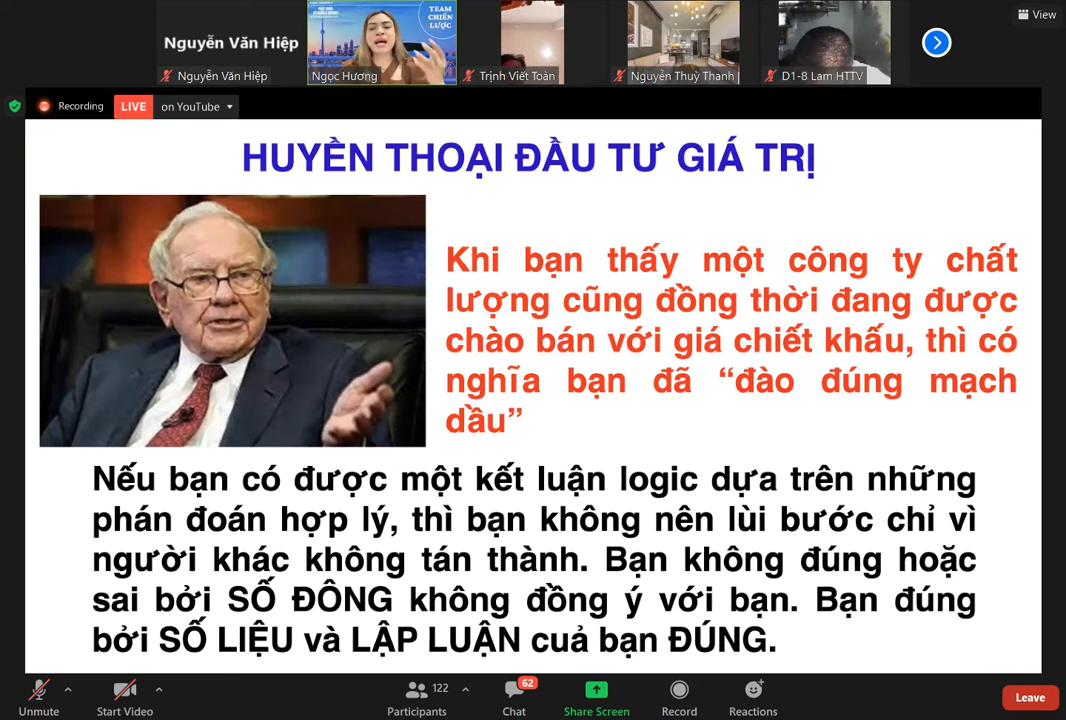 View
Nguyễn Văn Hiệp
TEAM
CHIẾN
LƯỢC
Nguyễn Văn Hiệp
Ngọc Hương
Trịnh Viết Toàn
Nguyễn Thuỳ Thanh
D1-8 Lam HTTV
Recording
LIVE
on YouTube
HUYỀN THOẠI ĐẦU TƯ GIÁ TRỊ
Khi bạn thấy một công ty chất
lượng cũng đồng thời đang được
chào bán với giá chiết khấu, thì có
nghĩa bạn đã “đào đúng mạch
dầu”
Nếu bạn có được một kết luận logic dựa trên những
phán đoán hợp lý, thì bạn không nên lùi bước chỉ vì
người khác không tán thành. Bạn không đúng hoặc
sai bởi SỐ ĐÔNG không đồng ý với bạn. Bạn đúng
bởi SỐ LIỆU và LẬP LUẬN cuả bạn ĐÚNG.
122
62
Unmute
Start Video
Participants
Chat
Share Screen
Record
Reactions
Leave